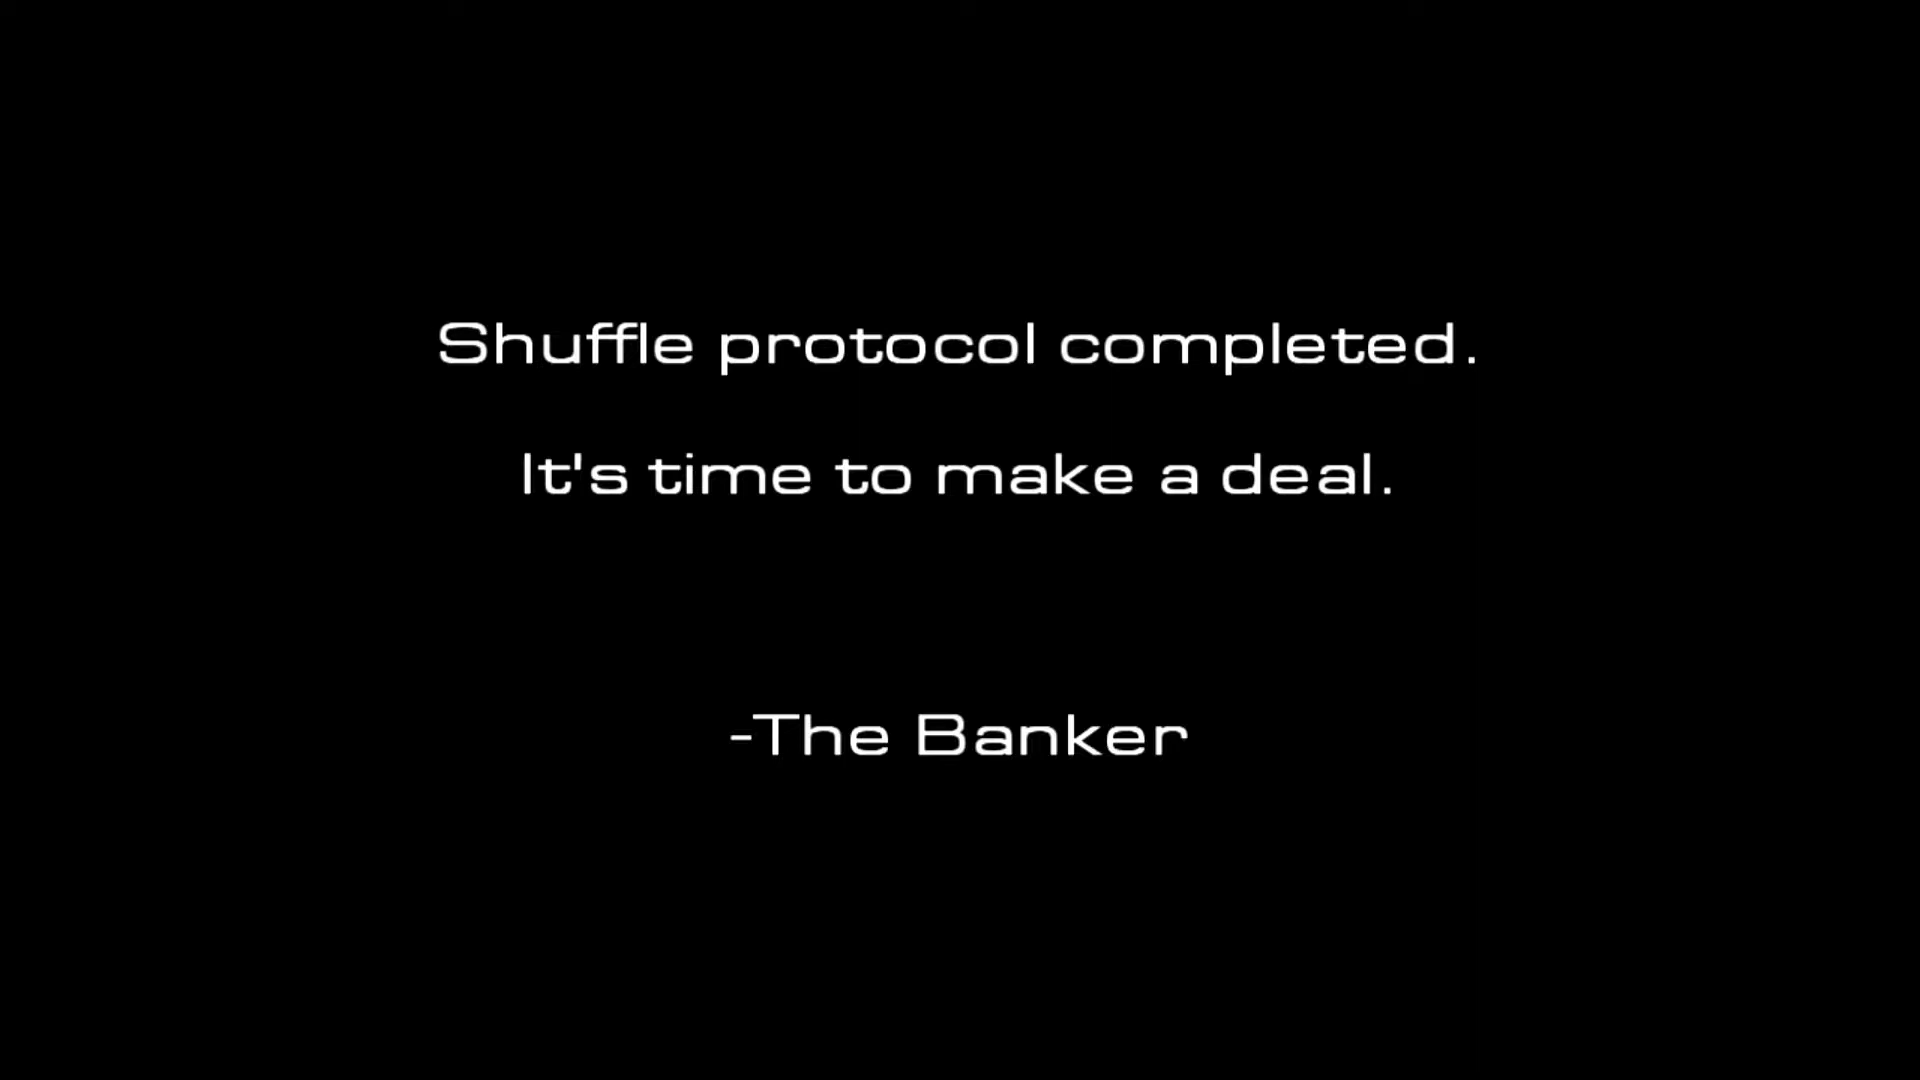 Shuffle protocol completed.
It's time to make a deal.
-The Banker